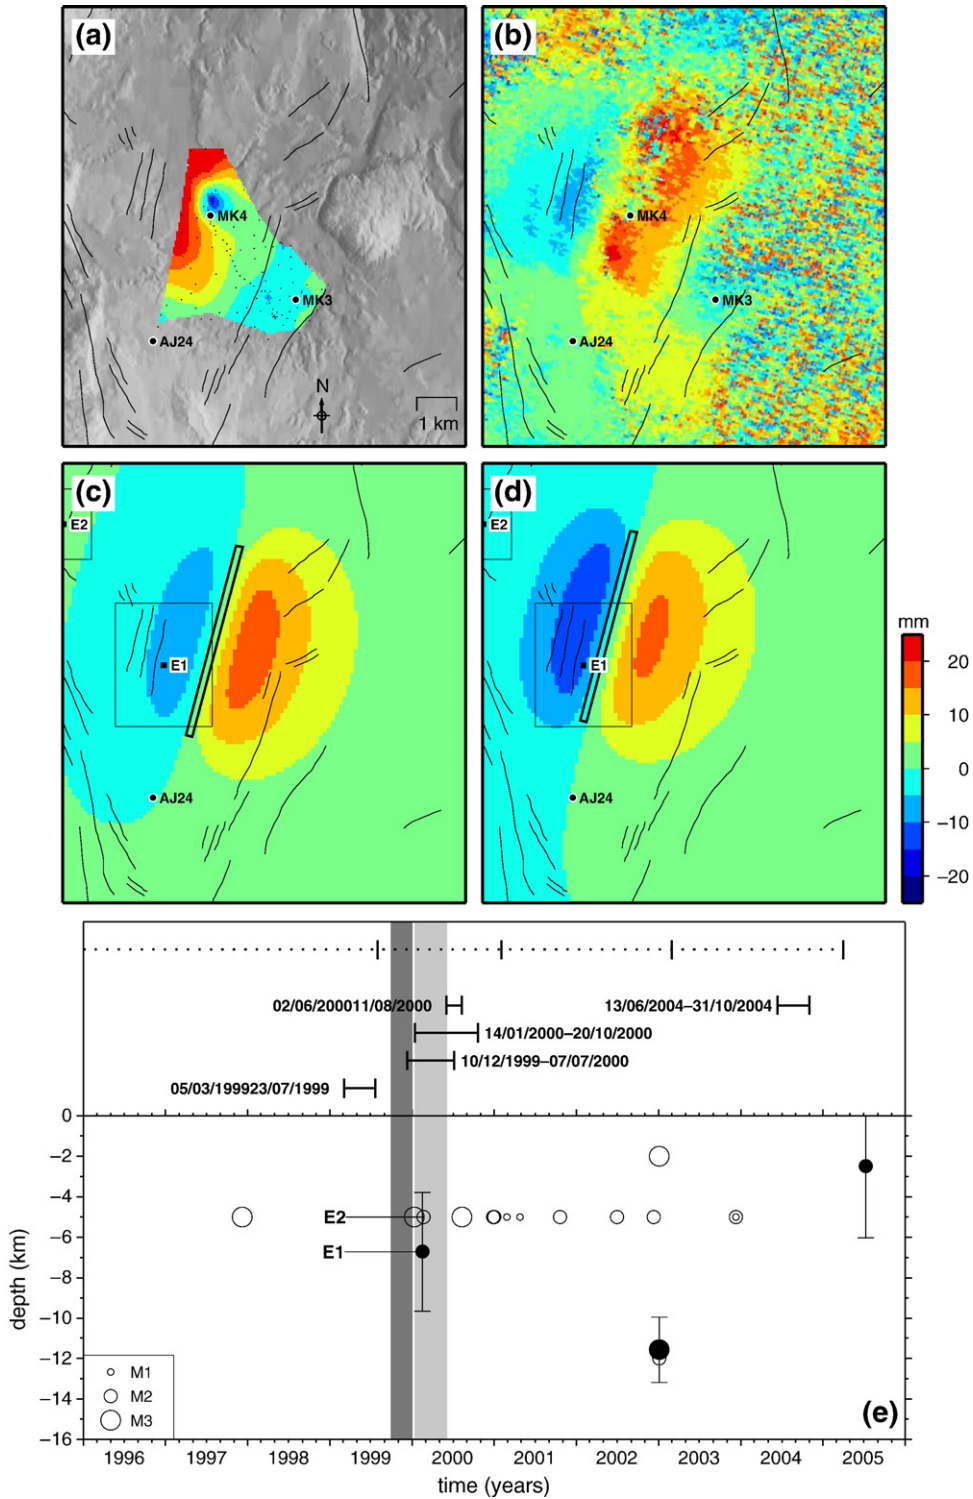 (a)
MK4
MK3
AJ24
N
1 km
(b)
MK4
MK3
AJ24
(c)
E2
E1
AJ24
(d)
E2
E1
AJ24
mm
20
10
0
−10
−20
02/06/200011/08/2000
13/06/2004–31/10/2004
14/01/2000–20/10/2000
10/12/1999–07/07/2000
05/03/199923/07/1999
0
−2
−4
−6
−8
−10
−12
−14
−16
depth (km)
E2
E1
M1
M2
M3
(e)
1996 1997 1998 1999 2000 2001 2002 2003 2004 2005
time (years)